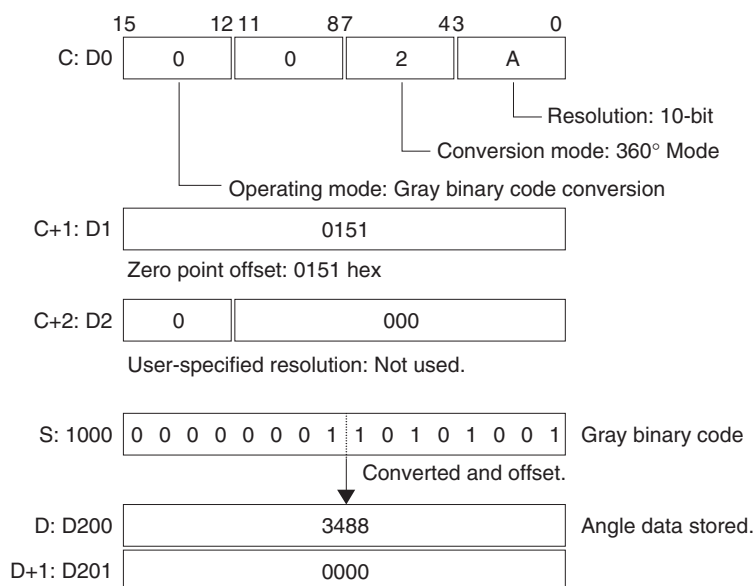 15 12 11 8 7 4 3 0
C: D0 0 0 2 A
Resolution: 10-bit
Conversion mode: 360° Mode
Operating mode: Gray binary code conversion
C+1: D1 0151
Zero point offset: 0151 hex
C+2: D2 0 000
User-specified resolution: Not used.
S: 1000 0 0 0 0 0 0 0 1 1 0 1 0 1 0 0 1 Gray binary code
Converted and offset.
D: D200 3488 Angle data stored.
D+1: D201 0000